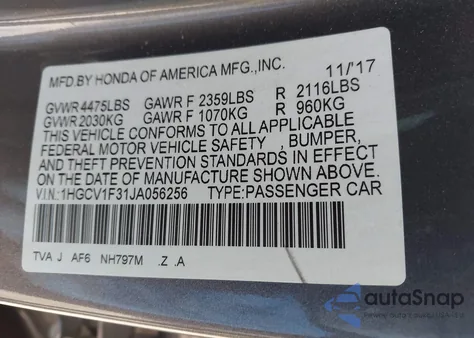 MFD.BY HONDA OF AMERICA MFG.,INC. 11/'17
GVWR 4475LBS GAWR F 2359LBS R 2116LBS
GVWR 2030KG GAWR F 1070KG R 960KG
THIS VEHICLE CONFORMS TO ALL APPLICABLE
FEDERAL MOTOR VEHICLE SAFETY , BUMPER,
AND THEFT PREVENTION STANDARDS IN EFFECT
ON THE DATE OF MANUFACTURE SHOWN ABOVE.
V.I.N.: 1HGCV1F31JA056256 TYPE:PASSENGER CAR
TVA J AF6 NH797M .Z .A
autoSnap